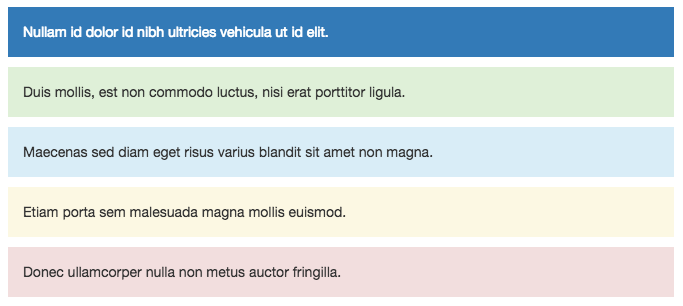 Nullam id dolor id nibh ultricies vehicula ut id elit.
Duis mollis, est non commodo luctus, nisi erat porttitor ligula.
Maecenas sed diam eget risus varius blandit sit amet non magna.
Etiam porta sem malesuada magna mollis euismod.
Donec ullamcorper nulla non metus auctor fringilla.